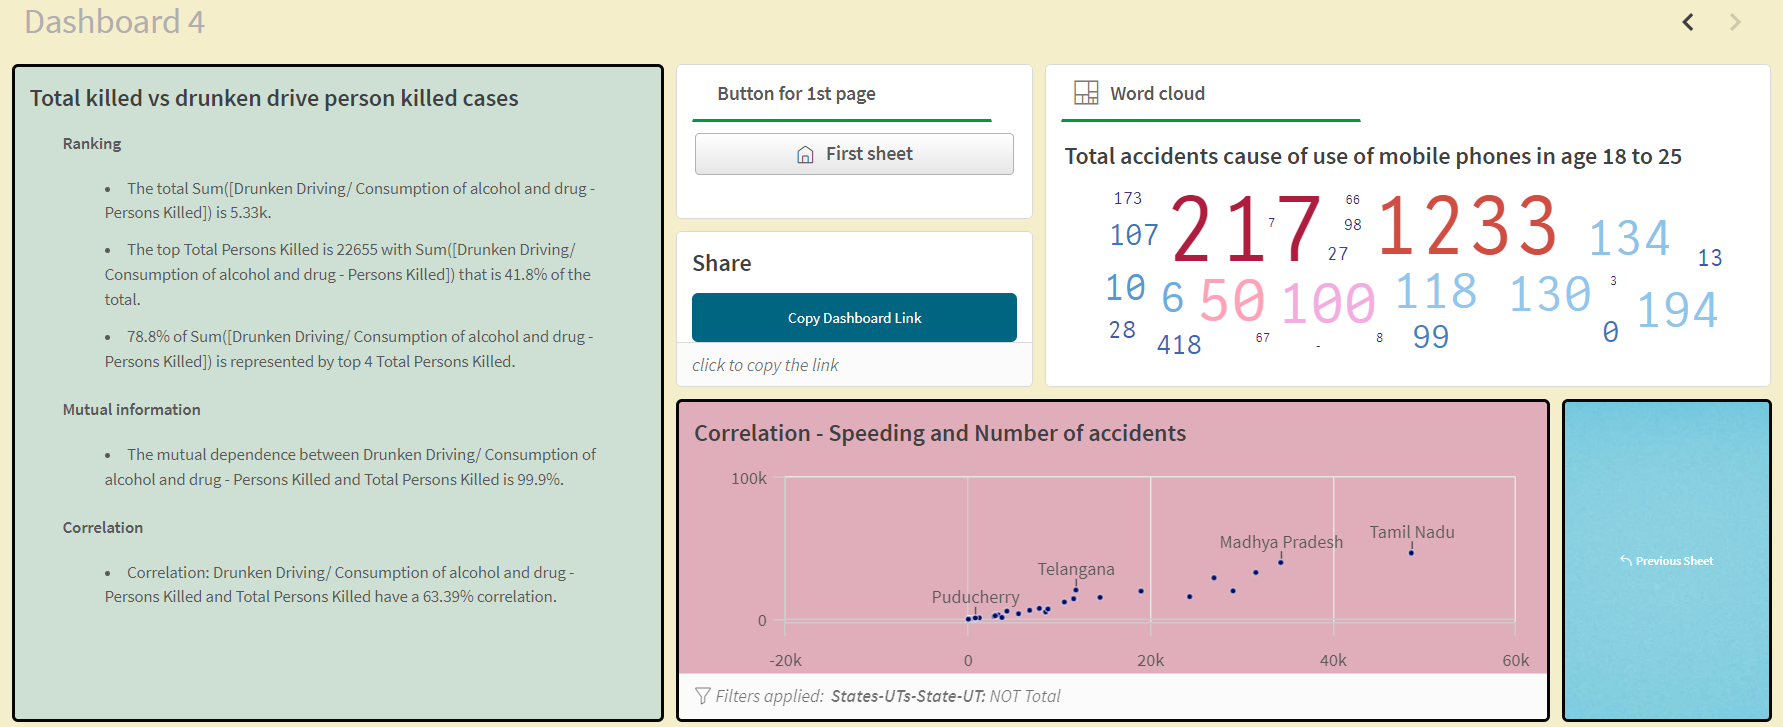 Dashboard 4
Total killed vs drunken drive person killed cases
Ranking
• The total Sum([Drunken Driving/ Consumption of alcohol and drug -
Persons Killed]) is 5.33k.
• The top Total Persons Killed is 22655 with Sum([Drunken Driving/
Consumption of alcohol and drug - Persons Killed]) that is 41.8% of the
total.
• 78.8% of Sum([Drunken Driving/ Consumption of alcohol and drug -
Persons Killed]) is represented by top 4 Total Persons Killed.
Mutual information
• The mutual dependence between Drunken Driving/ Consumption of
alcohol and drug - Persons Killed and Total Persons Killed is 99.9%.
Correlation
• Correlation: Drunken Driving/ Consumption of alcohol and drug -
Persons Killed and Total Persons Killed have a 63.39% correlation.
Button for 1st page
First sheet
Share
Copy Dashboard Link
click to copy the link
Word cloud
Total accidents cause of use of mobile phones in age 18 to 25
173 217 7 66 1233 134
107 98 27 13
10 6 50 100 118 130 3 194
28 418 67 - 8 99 0
Correlation - Speeding and Number of accidents
100k
Tamil Nadu
Madhya Pradesh
Telangana
Puducherry
0
-20k 0 20k 40k 60k
Filters applied: States-UTs-State-UT: NOT Total
Previous Sheet